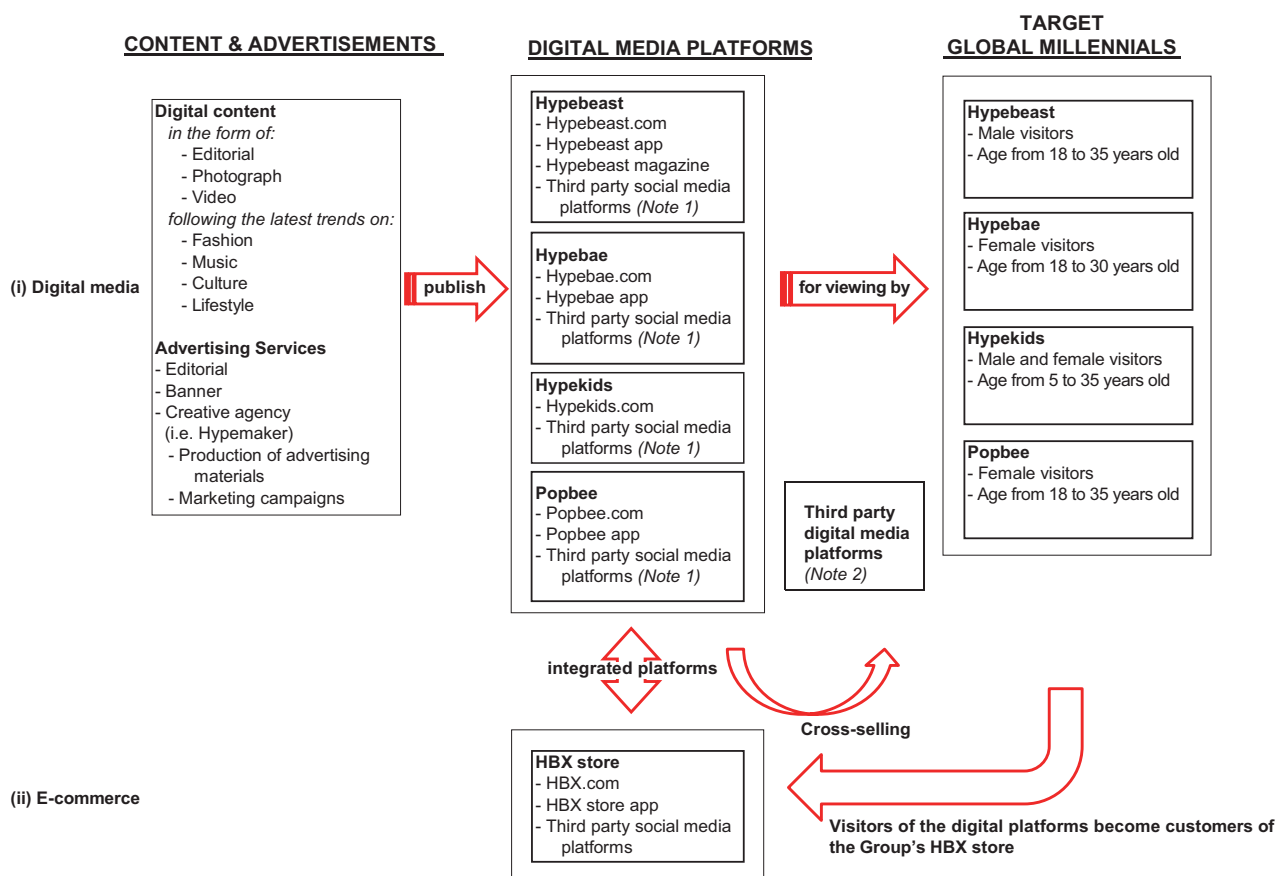 CONTENT & ADVERTISEMENTS
DIGITAL MEDIA PLATFORMS
TARGET
GLOBAL MILLENNIALS
(i) Digital media
Digital content
in the form of:
- Editorial
- Photograph
- Video
following the latest trends on:
- Fashion
- Music
- Culture
- Lifestyle
Advertising Services
- Editorial
- Banner
- Creative agency
(i.e. Hypemaker)
- Production of advertising
materials
- Marketing campaigns
publish
Hypebeast
- Hypebeast.com
- Hypebeast app
- Hypebeast magazine
- Third party social media
platforms (Note 1)
Hypebae
- Hypebae.com
- Hypebae app
- Third party social media
platforms (Note 1)
Hypekids
- Hypekids.com
- Third party social media
platforms (Note 1)
Popbee
- Popbee.com
- Popbee app
- Third party social media
platforms (Note 1)
for viewing by
Hypebeast
- Male visitors
- Age from 18 to 35 years old
Hypebae
- Female visitors
- Age from 18 to 30 years old
Hypekids
- Male and female visitors
- Age from 5 to 35 years old
Popbee
- Female visitors
- Age from 18 to 35 years old
Third party
digital media
platforms
(Note 2)
integrated platforms
Cross-selling
(ii) E-commerce
HBX store
- HBX.com
- HBX store app
- Third party social media
platforms
Visitors of the digital platforms become customers of
the Group's HBX store